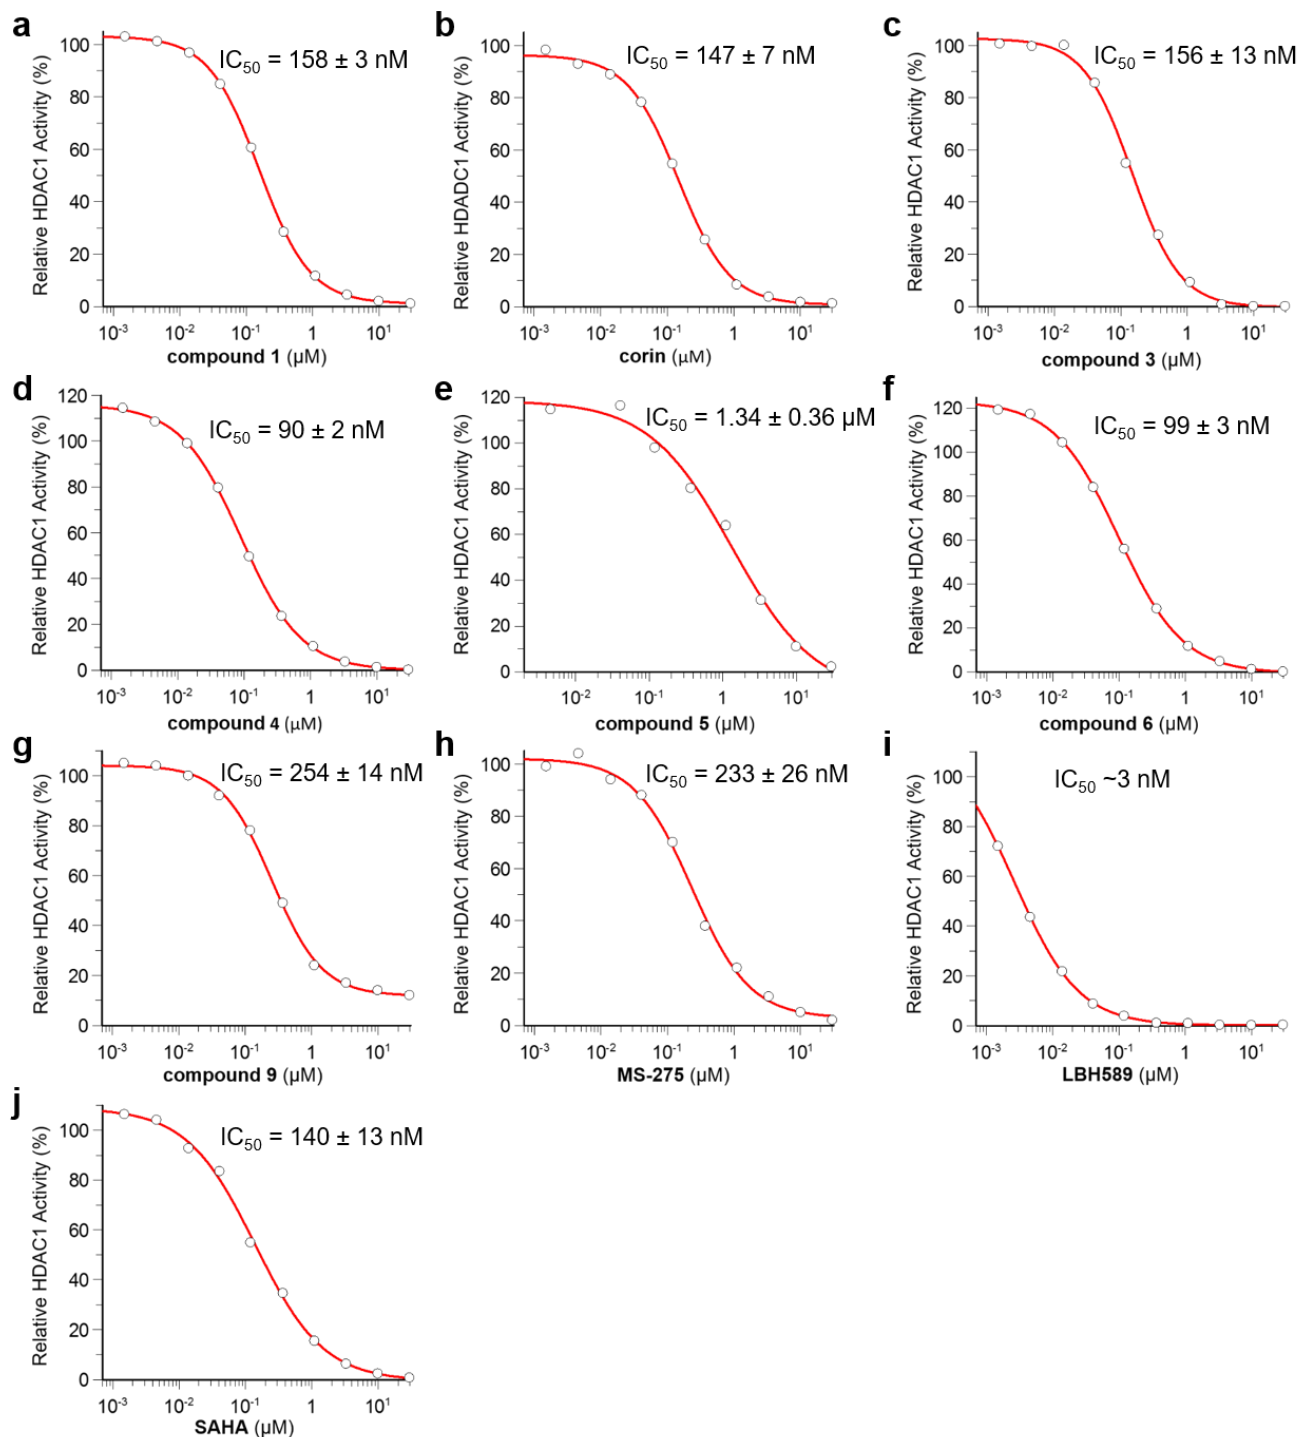 a
IC50 = 158 ± 3 nM
Relative HDAC1 Activity (%)
100
80
60
40
20
0
10-3 10-2 10-1 1 101
compound 1 (µM)
b
IC50 = 147 ± 7 nM
Relative HDADC1 Activity (%)
100
80
60
40
20
0
10-3 10-2 10-1 1 101
corin (µM)
c
IC50 = 156 ± 13 nM
Relative HDAC1 Activity (%)
100
80
60
40
20
0
10-3 10-2 10-1 1 101
compound 3 (µM)
d
IC50 = 90 ± 2 nM
Relative HDAC1 Activity (%)
120
100
80
60
40
20
0
10-3 10-2 10-1 1 101
compound 4 (µM)
e
IC50 = 1.34 ± 0.36 µM
Relative HDAC1 Activity (%)
120
100
80
60
40
20
0
10-2 10-1 1 101
compound 5 (µM)
f
IC50 = 99 ± 3 nM
Relative HDAC1 Activity (%)
120
100
80
60
40
20
0
10-3 10-2 10-1 1 101
compound 6 (µM)
g
IC50 = 254 ± 14 nM
Relative HDAC1 Activity (%)
100
80
60
40
20
0
10-3 10-2 10-1 1 101
compound 9 (µM)
h
IC50 = 233 ± 26 nM
Relative HDAC1 Activity (%)
100
80
60
40
20
0
10-3 10-2 10-1 1 101
MS-275 (µM)
i
IC50 ~3 nM
Relative HDAC1 Activity (%)
100
80
60
40
20
0
10-3 10-2 10-1 1 101
LBH589 (µM)
j
IC50 = 140 ± 13 nM
Relative HDAC1 Activity (%)
100
80
60
40
20
0
10-3 10-2 10-1 1 101
SAHA (µM)